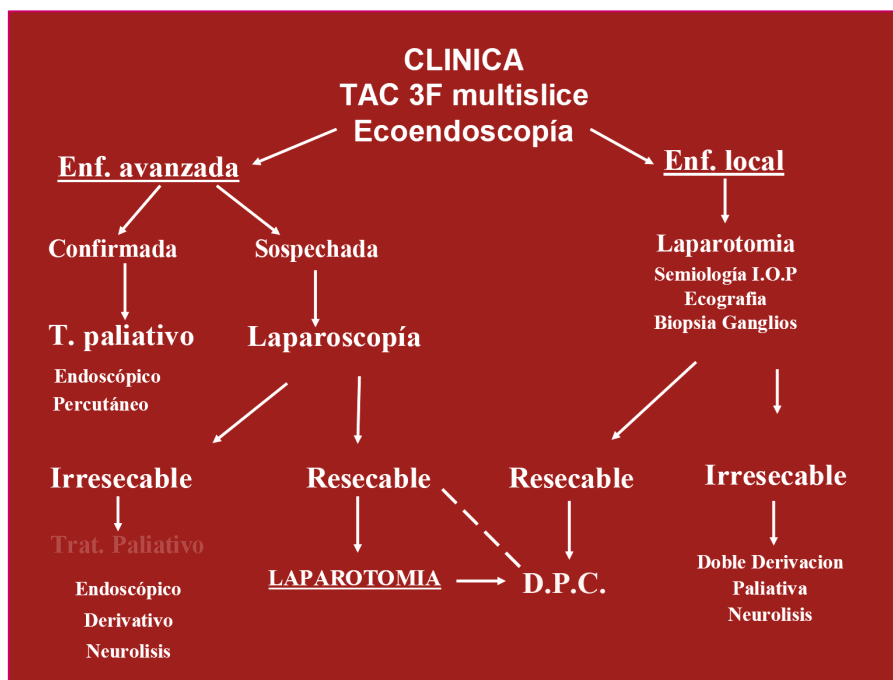 CLINICA
TAC 3F multislice
Ecoendoscopía
Enf. avanzada
Enf. local
Confirmada
Sospechada
Laparotomia
Semiología I.O.P
Ecografia
Biopsia Ganglios
T. paliativo
Laparoscopía
Endoscópico
Percutáneo
Irresecable
Resecable
Resecable
Irresecable
Trat. Paliativo
LAPAROTOMIA
D.P.C.
Doble Derivacion
Paliativa
Neurolisis
Endoscópico
Derivativo
Neurolisis